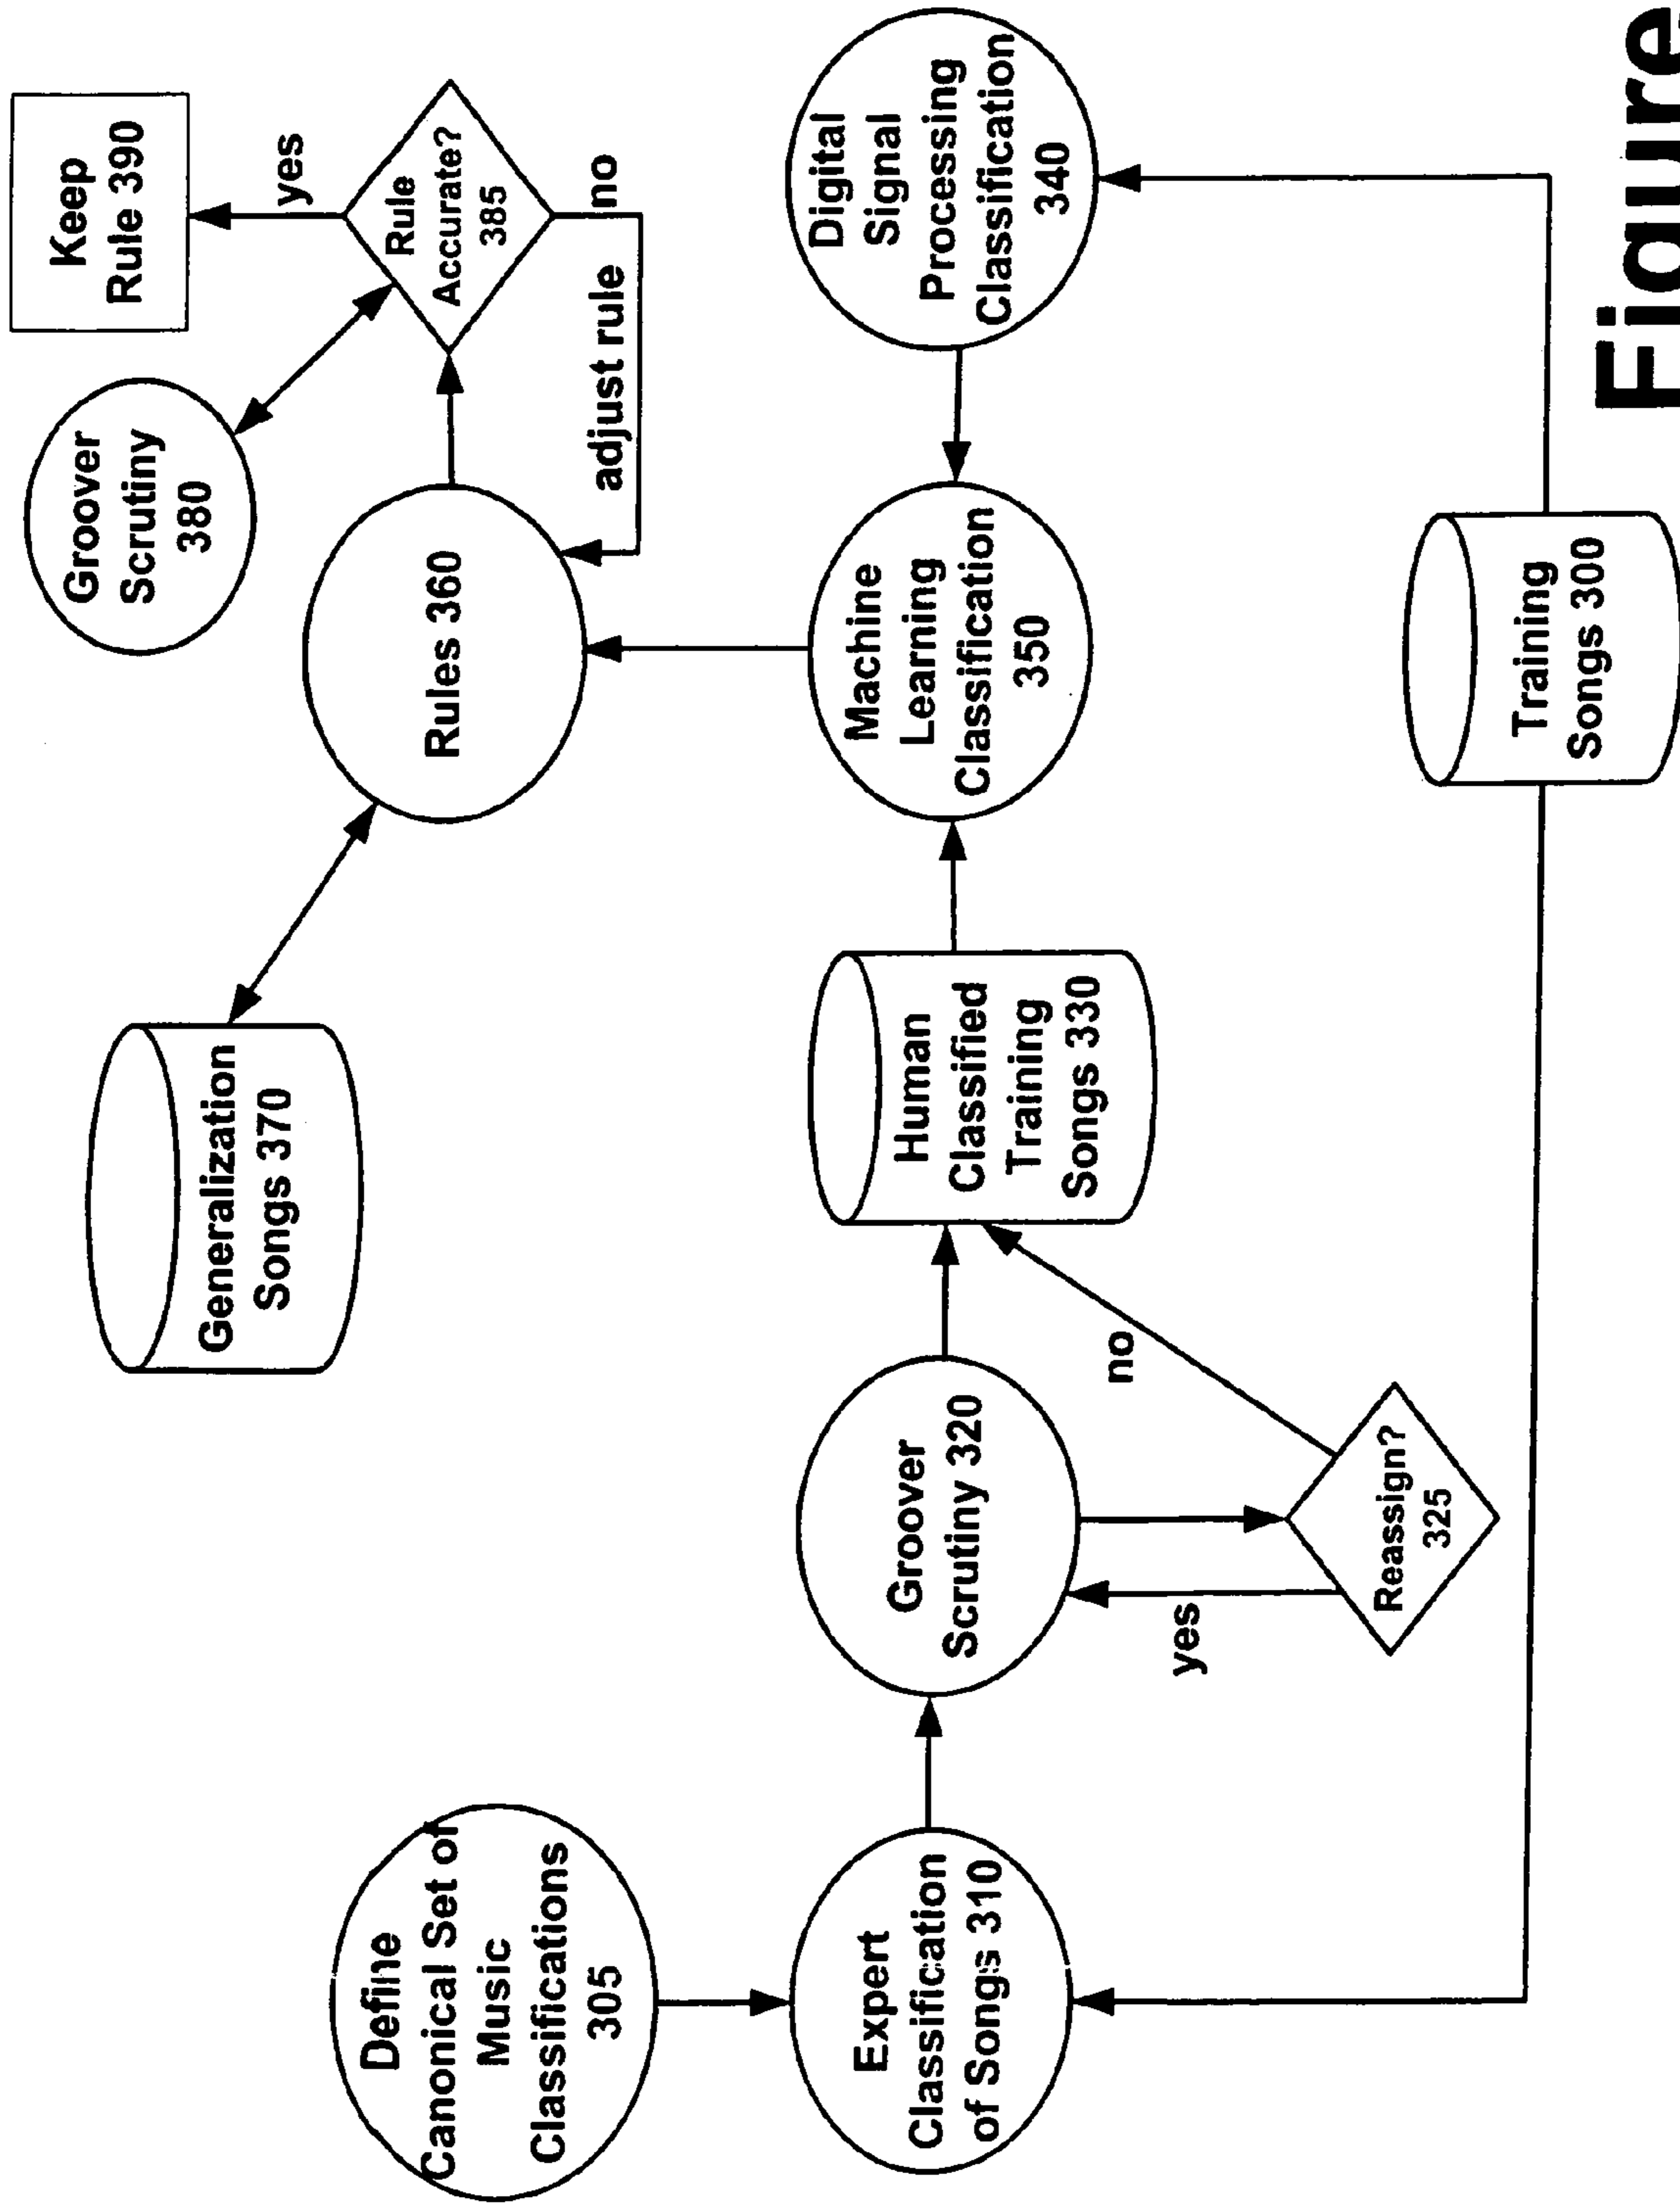 Define
Canonical Set of
Music
Classifications
305
Expert
Classification
of Songs 310
Groover
Scrutiny 320
yes
no
Reassign?
325
Human
Classified
Training
Songs 330
Generalization
Songs 370
Machine
Learning
Classification
350
Rules 360
Groover
Scrutiny
380
Keep
Rule 390
yes
Rule
Accurate?
385
no
adjust rule
Digital
Signal
Processing
Classification
340
Training
Songs 300
Figure